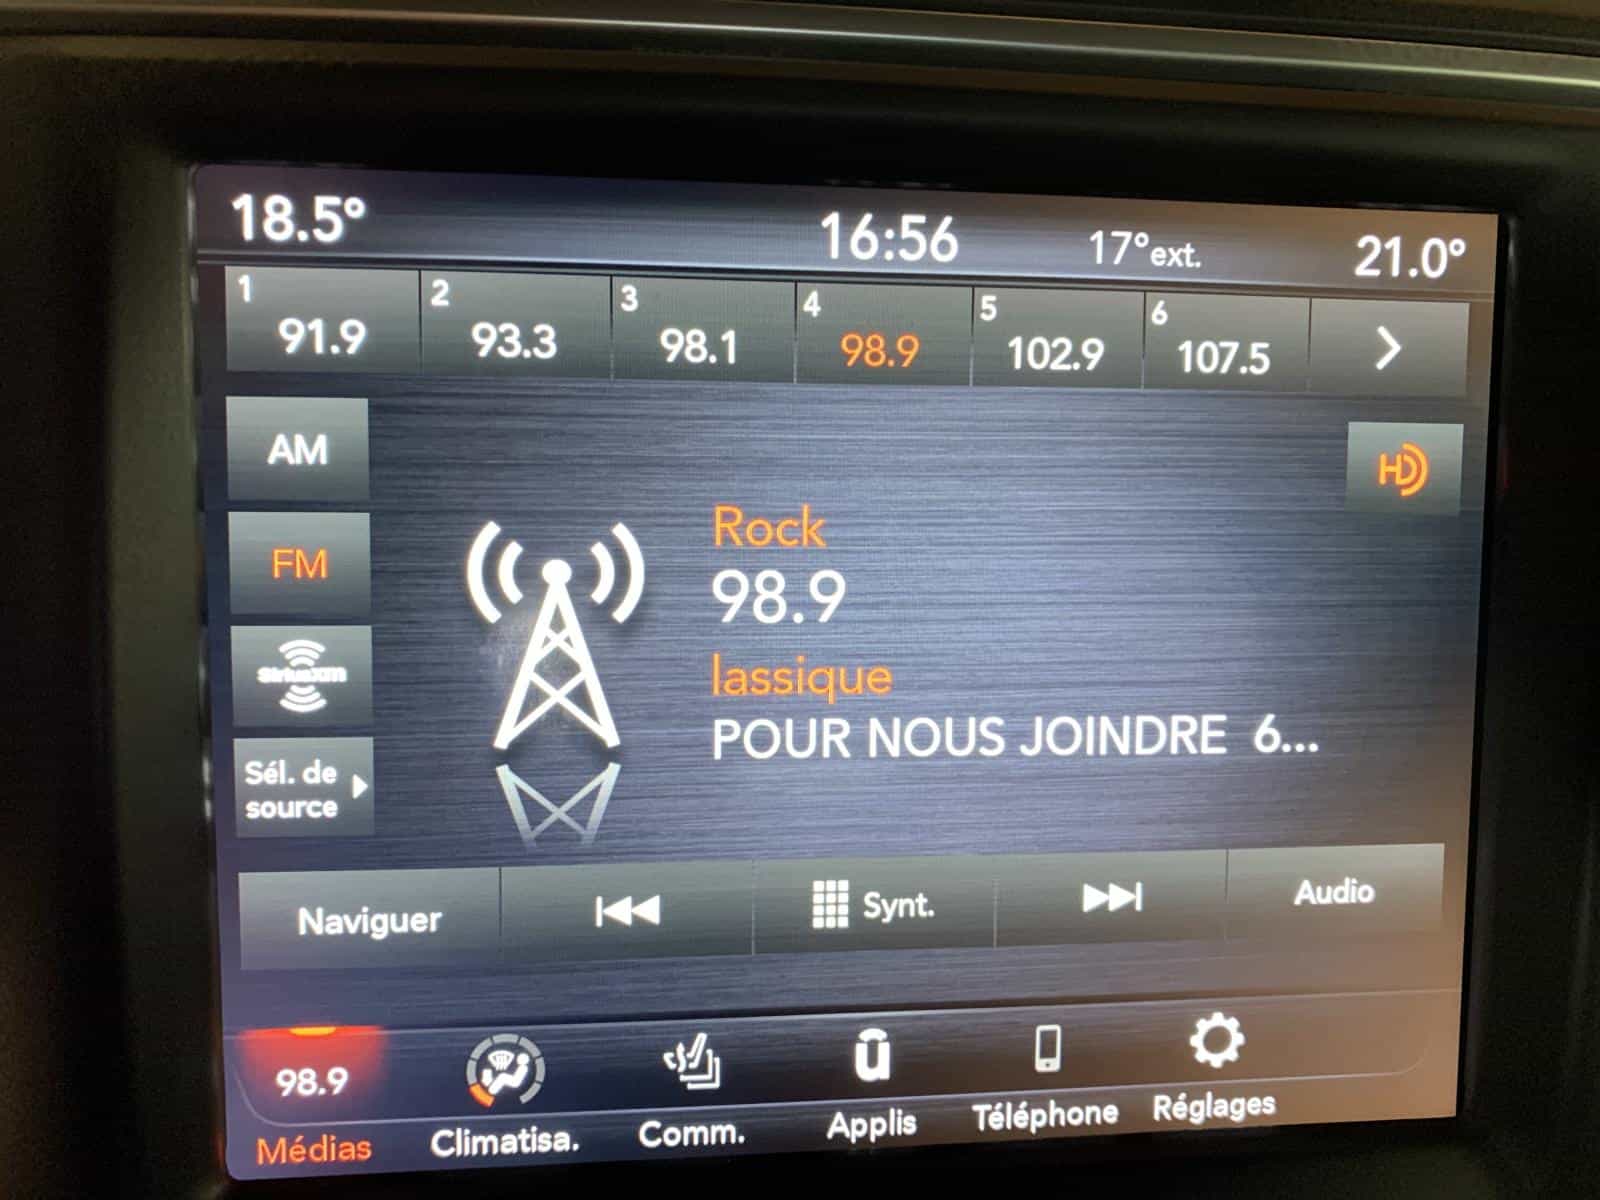 18.5° 16:56 17°ext. 21.0°
1 2 3 4 5 6
91.9 93.3 98.1 98.9 102.9 107.5
AM
HD
FM
SiriusXM
Sél. de
source
Rock
98.9
lassique
POUR NOUS JOINDRE 6...
Naviguer Synt. Audio
98.9
Médias Climatisa. Comm. Applis Téléphone Réglages